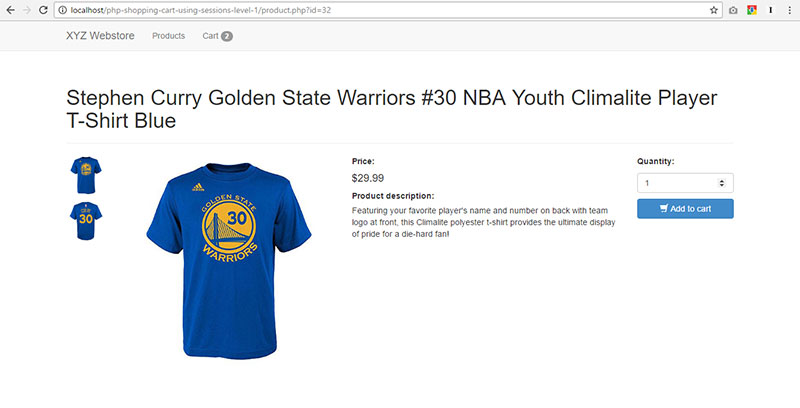 localhost/php-shopping-cart-using-sessions-level-1/product.php?id=32
XYZ Webstore Products Cart 2
Stephen Curry Golden State Warriors #30 NBA Youth Climalite Player
T-Shirt Blue
Price:
$29.99
Product description:
Featuring your favorite player's name and number on back with team
logo at front, this Climalite polyester t-shirt provides the ultimate display
of pride for a die-hard fan!
Quantity:
1
Add to cart
adidas
GOLDEN STATE
30
WARRIORS
30